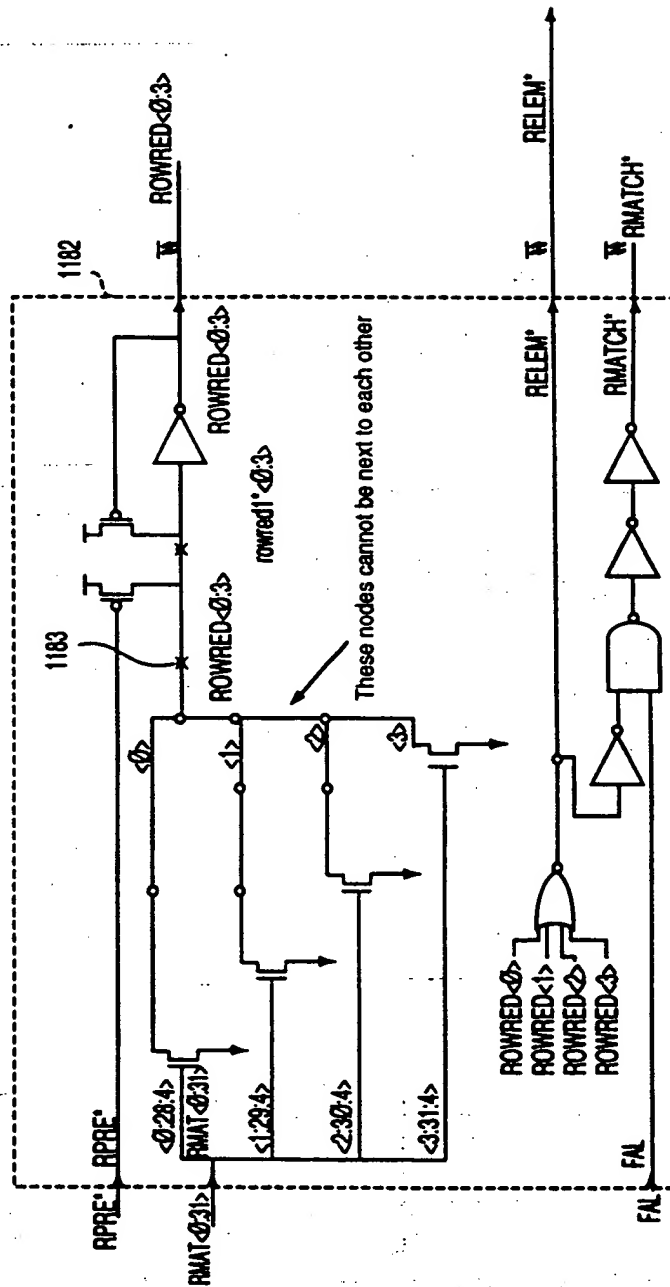 1182
RPRE*
RPRE*
ROWRED<0:3>
ROWRED<0:3>
1183
rowred1*<0:3>
ROWRED<0:3>
ROWRED<0:3>
These nodes cannot be next to each other
<0>
<1>
<2>
<3>
<0:28:4>
RMAT<0:31>
<1:29:4>
<2:30:4>
<3:31:4>
RMAT<0:31>
ROWRED<0>
ROWRED<1>
ROWRED<2>
ROWRED<3>
RELEM*
RELEM*
RMATCH*
RMATCH*
FAL
FAL